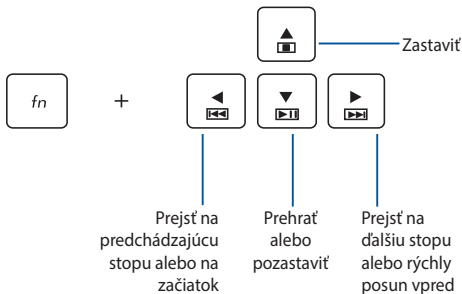 Zastaviť
fn +
Prejsť na
predchádzajúcu
stopu alebo na
začiatok
Prehrať
alebo
pozastaviť
Prejsť na
ďalšiu stopu
alebo rýchly
posun vpred